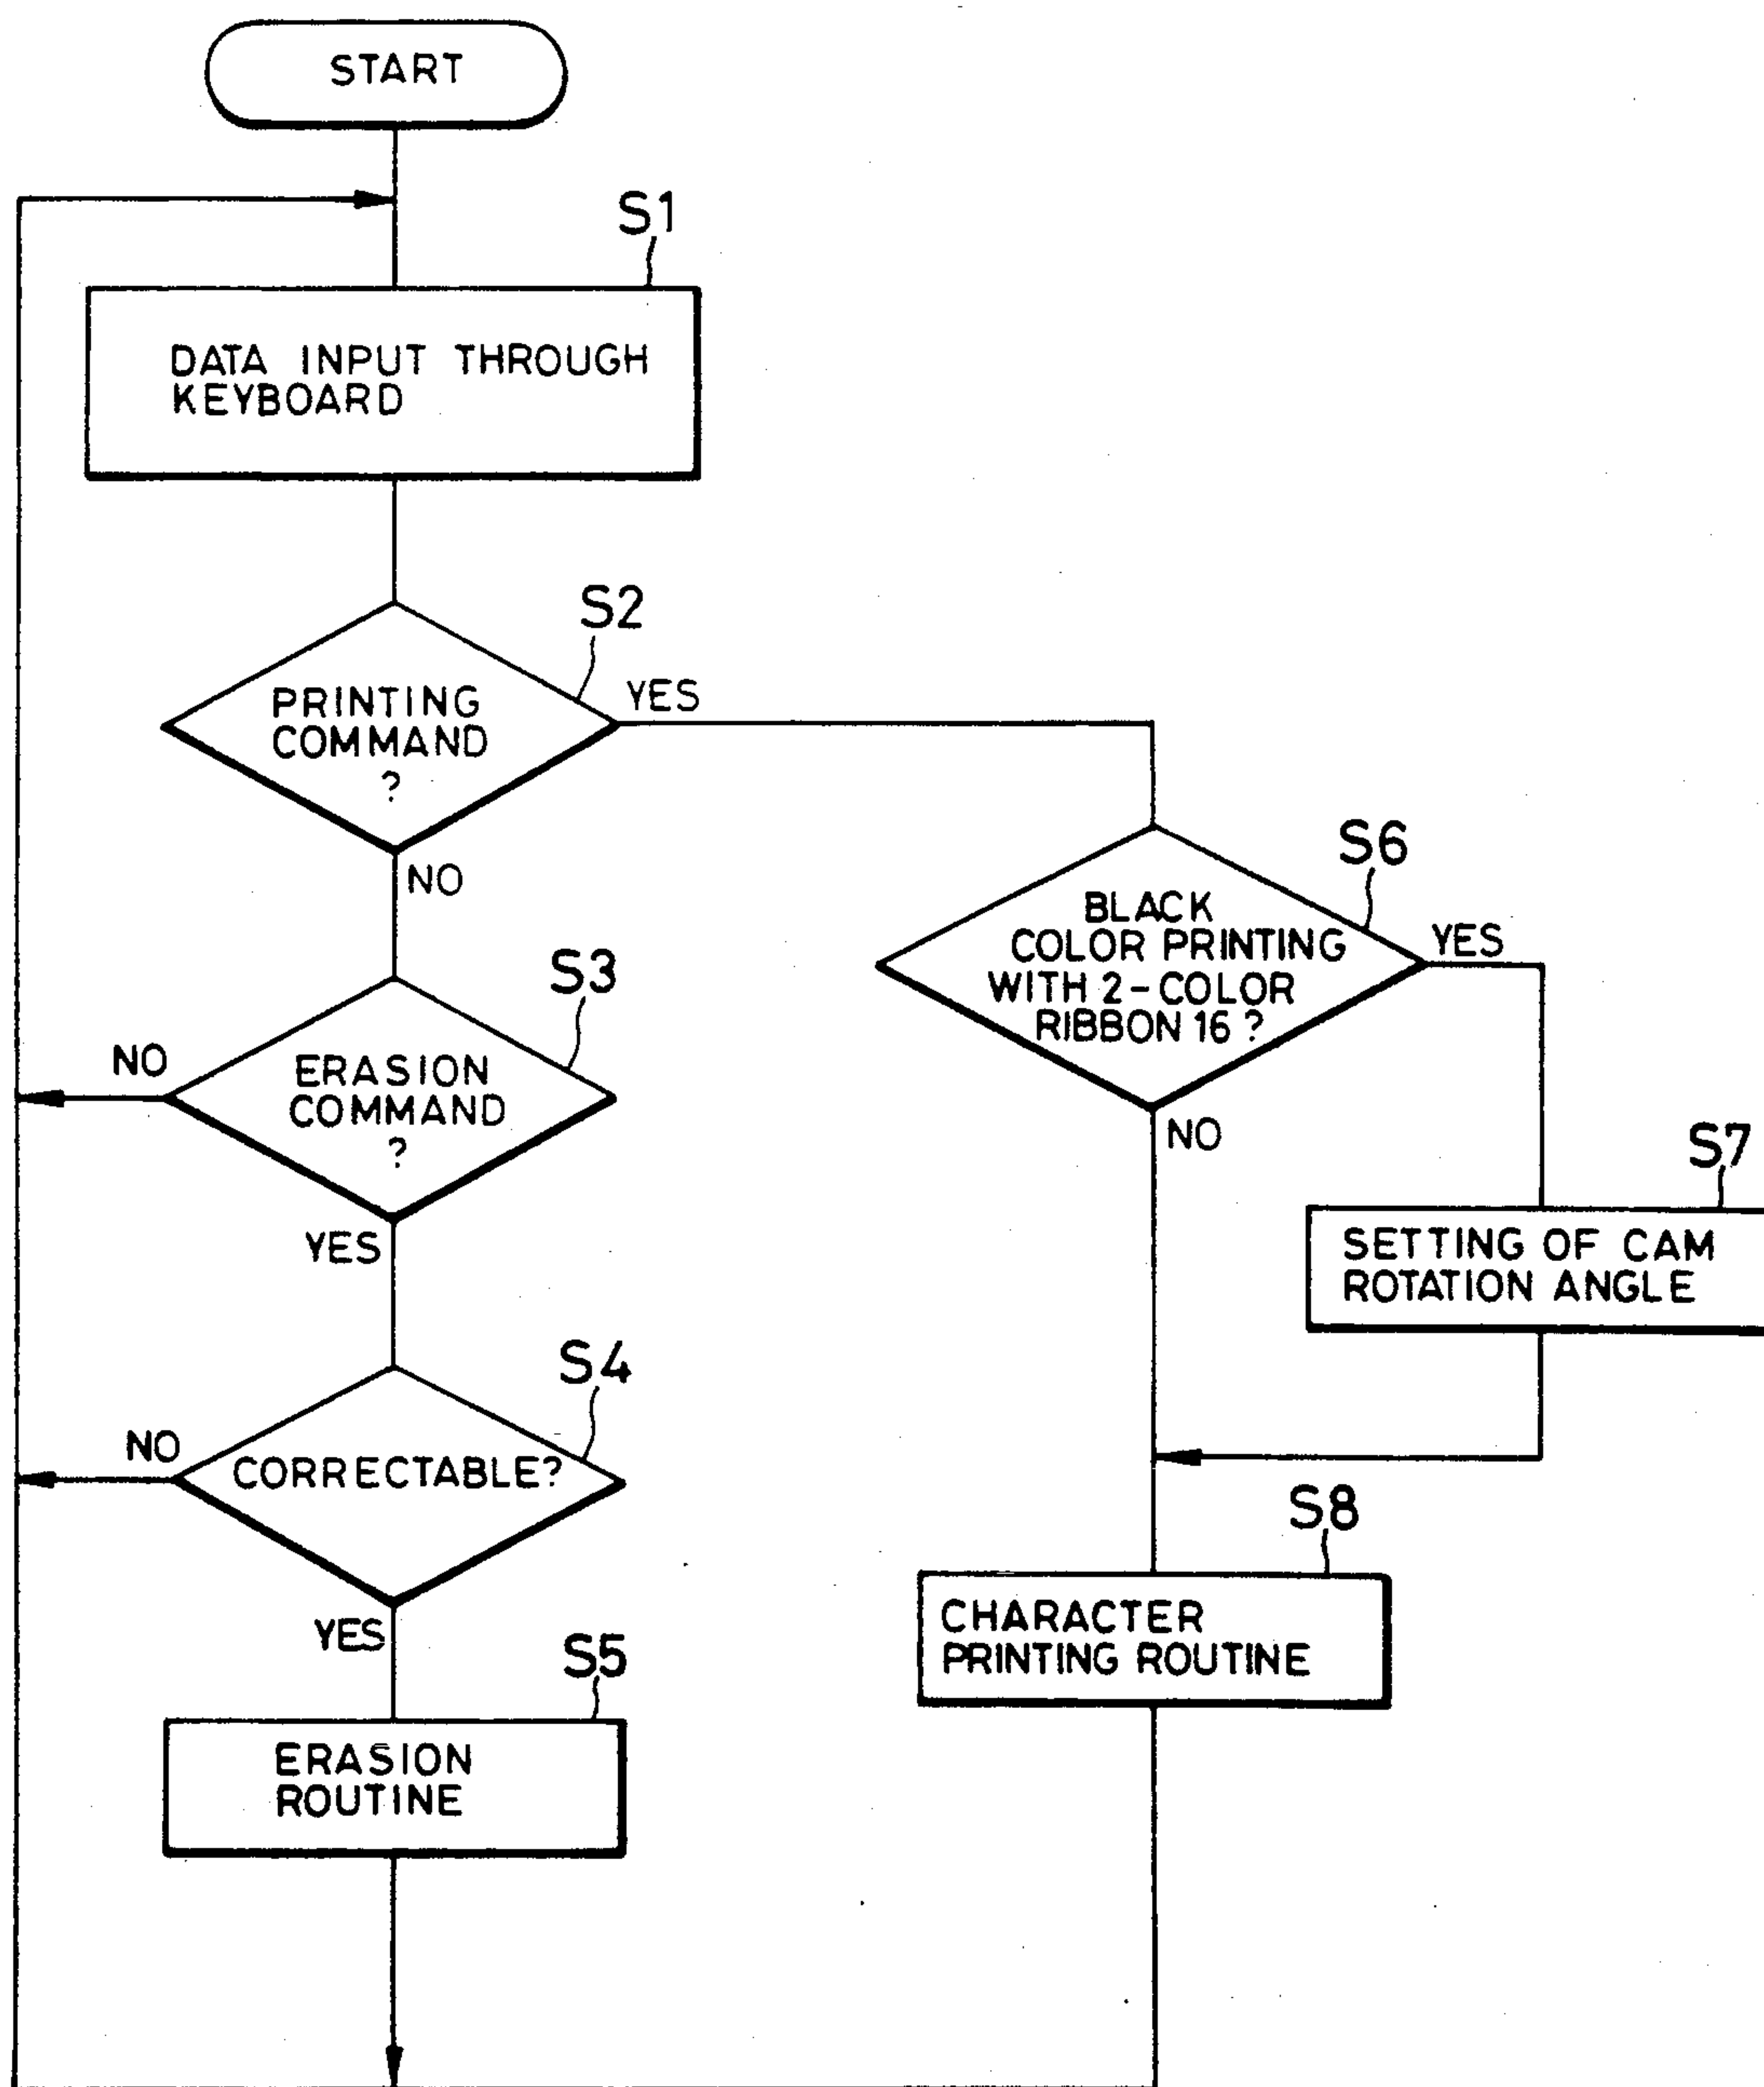 START
S1
DATA INPUT THROUGH
KEYBOARD
S2
PRINTING
COMMAND
?
YES
NO
S3
ERASION
COMMAND
?
NO
YES
S4
CORRECTABLE?
NO
YES
S5
ERASION
ROUTINE
S6
BLACK
COLOR PRINTING
WITH 2-COLOR
RIBBON 16 ?
YES
NO
S7
SETTING OF CAM
ROTATION ANGLE
S8
CHARACTER
PRINTING ROUTINE